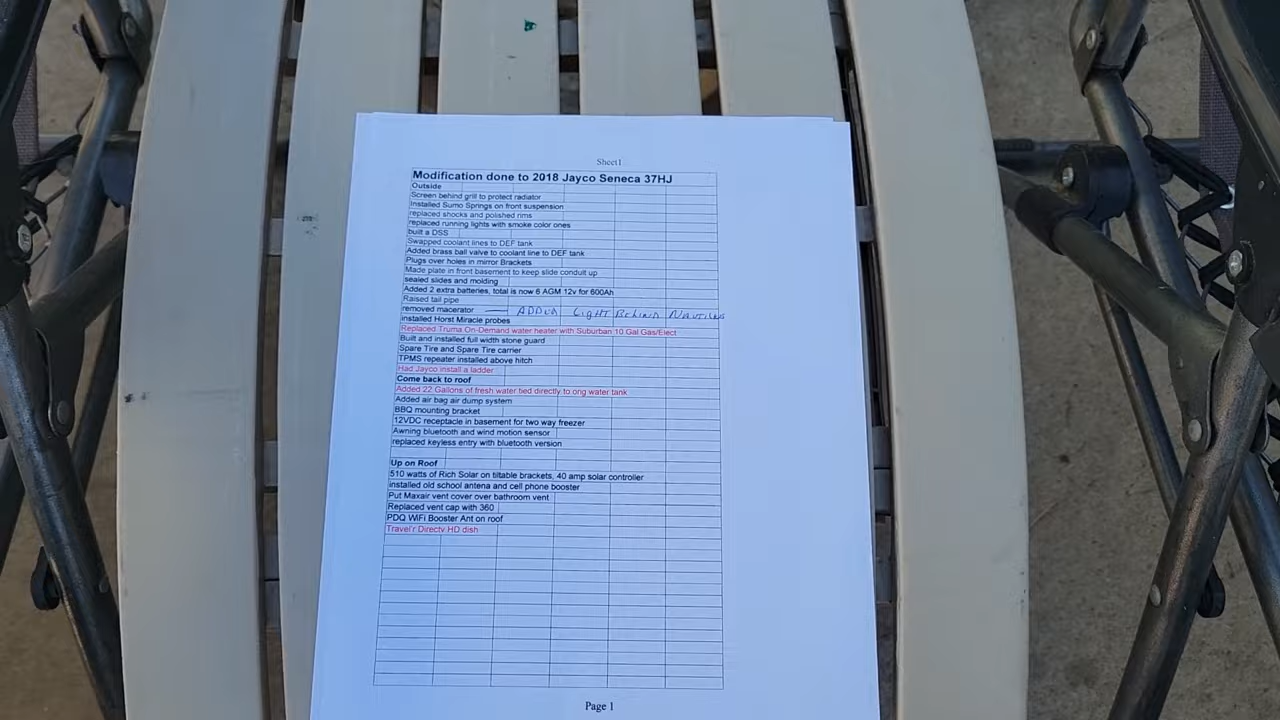 Sheet1
Modification done to 2018 Jayco Seneca 37HJ
Outside
Screen behind grill to protect radiator
Installed Sumo Springs on front suspension
replaced shocks and polished rims
replaced running lights with smoke color ones
built a DSS
Swapped coolant lines to DEF tank
Added brass ball valve to coolant line to DEF tank
Plugs over holes in mirror Brackets
Made plate in front basement to keep slide conduit up
sealed slides and molding
Added 2 extra batteries, total is now 6 AGM 12v for 600Ah
Raised tail pipe
removed macerator — ADDED LIGHT BEHIND NAUTILUS
installed Horst Miracle probes
Replaced Truma On-Demand water heater with Suburban 10 Gal Gas/Elect
Built and installed full width stone guard
Spare Tire and Spare Tire carrier
TPMS repeater installed above hitch
Had Jayco install a ladder
Come back to roof
Added 22 Gallons of fresh water tied directly to orig water tank
Added air bag air dump system
BBQ mounting bracket
12VDC receptacle in basement for two way freezer
Awning bluetooth and wind motion sensor
replaced keyless entry with bluetooth version
Up on Roof
510 watts of Rich Solar on tiltable brackets, 40 amp solar controller
installed old school antena and cell phone booster
Put Maxair vent cover over bathroom vent
Replaced vent cap with 360
PDQ WiFi Booster Ant on roof
Travel'r Directv HD dish
Page 1